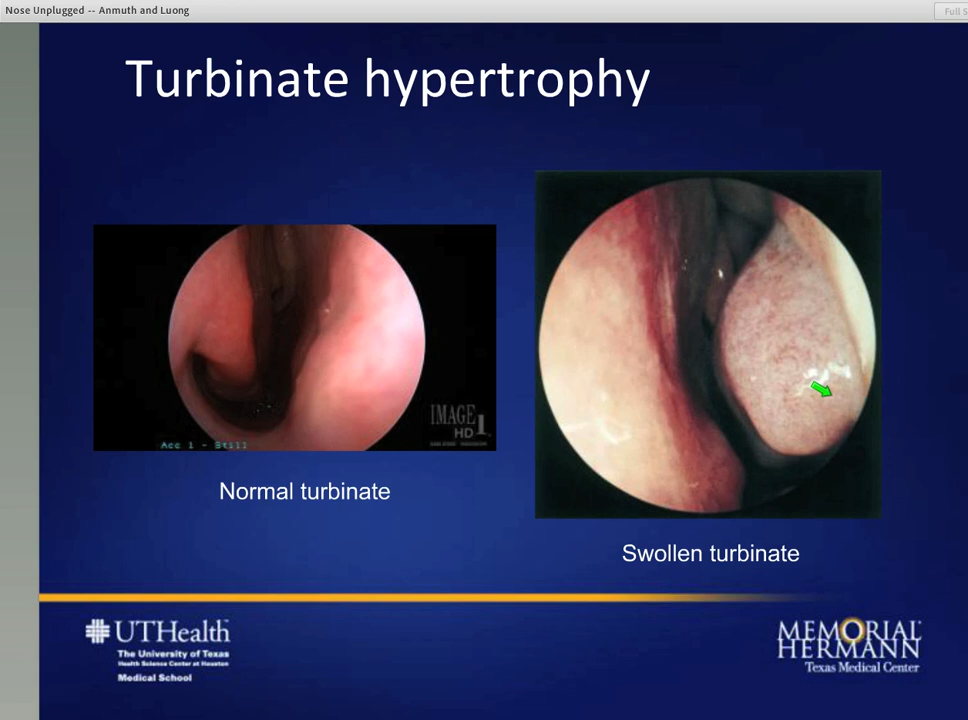 Nose Unplugged -- Anmuth and Luong
Full S
Turbinate hypertrophy
IMAGE 1
HD
Acc 1 - Still
Normal turbinate
Swollen turbinate
UTHealth
The University of Texas
Health Science Center at Houston
Medical School
MEMORIAL
HERMANN
Texas Medical Center